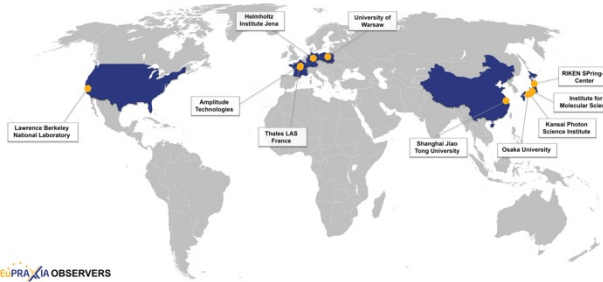 Helmholtz
Institute Jena
University of
Warsaw
RIKEN SPring-
Center
Amplitude
Technologies
Institute for
Molecular Scien
Lawrence Berkeley
National Laboratory
Thales LAS
France
Kansai Photon
Science Institute
Shanghai Jiao
Tong University
Osaka University
EuPRAXIA OBSERVERS